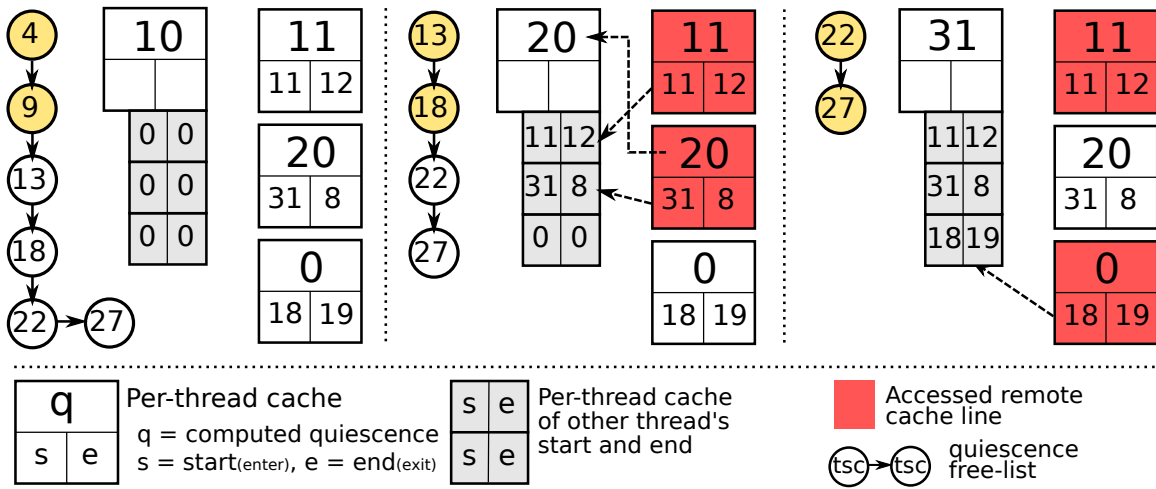 4
9
13
18
22
27
10
0 0
0 0
0 0
11
11 12
20
31 8
0
18 19
13
18
22
27
20
11 12
31 8
0 0
11
11 12
20
31 8
0
18 19
22
27
31
11 12
31 8
18 19
11
11 12
20
31 8
0
18 19
q
s e
Per-thread cache
q = computed quiescence
s = start(enter), e = end(exit)
s e
s e
Per-thread cache
of other thread's
start and end
Accessed remote
cache line
tsc tsc
quiescence
free-list